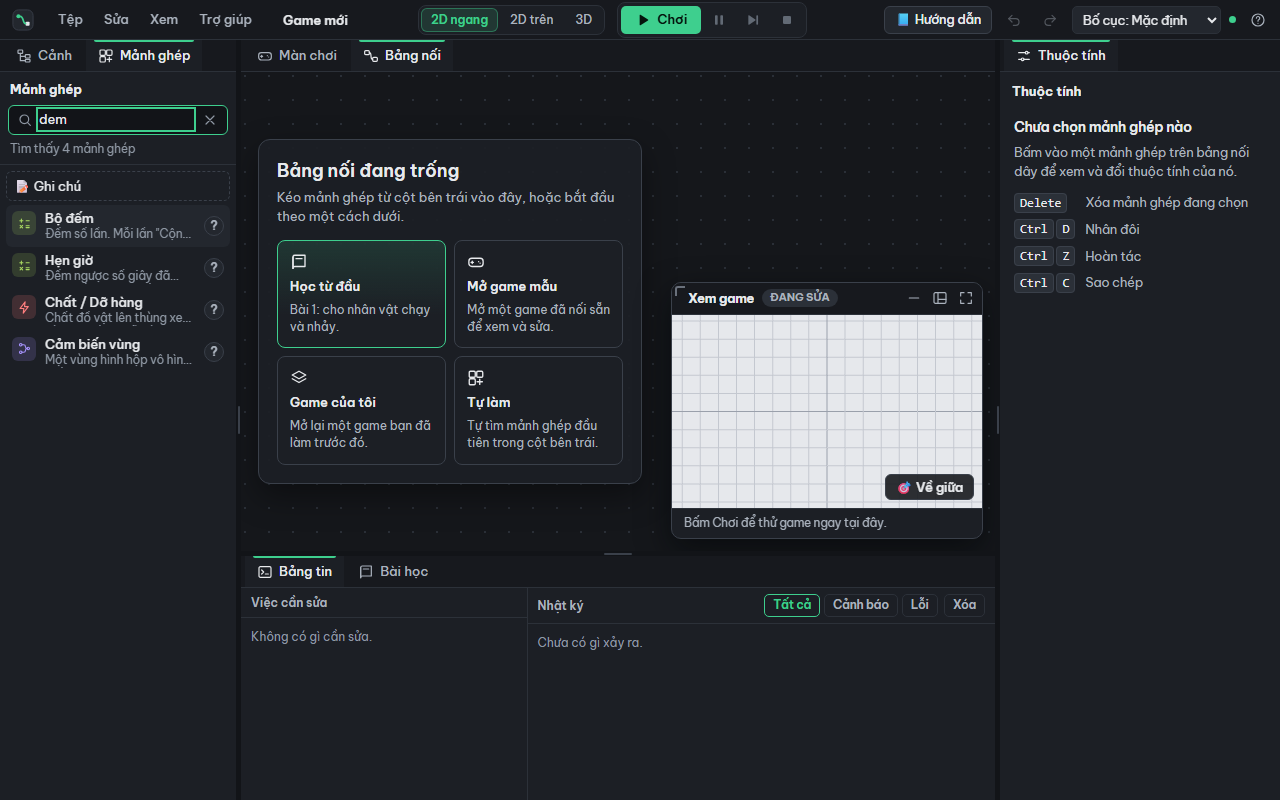 Tệp Sửa Xem Trợ giúp Game mới 2D ngang 2D trên 3D Chơi 📘 Hướng dẫn Bố cục: Mặc định
Cảnh Mảnh ghép
Mảnh ghép
dem
Tìm thấy 4 mảnh ghép
📝 Ghi chú
Bộ đếm
Đếm số lần. Mỗi lần "Cộn...
?
Hẹn giờ
Đếm ngược số giây đã...
?
Chất / Dỡ hàng
Chất đồ vật lên thùng xe...
?
Cảm biến vùng
Một vùng hình hộp vô hìn...
?
Màn chơi Bảng nối
Bảng nối đang trống
Kéo mảnh ghép từ cột bên trái vào đây, hoặc bắt đầu
theo một cách dưới.
Học từ đầu
Bài 1: cho nhân vật chạy
và nhảy.
Mở game mẫu
Mở một game đã nối sẵn
để xem và sửa.
Game của tôi
Mở lại một game bạn đã
làm trước đó.
Tự làm
Tự tìm mảnh ghép đầu
tiên trong cột bên trái.
Xem game ĐANG SỬA
🎯 Về giữa
Bấm Chơi để thử game ngay tại đây.
Bảng tin Bài học
Việc cần sửa
Không có gì cần sửa.
Nhật ký Tất cả Cảnh báo Lỗi Xóa
Chưa có gì xảy ra.
Thuộc tính
Thuộc tính
Chưa chọn mảnh ghép nào
Bấm vào một mảnh ghép trên bảng nối
dây để xem và đổi thuộc tính của nó.
Delete Xóa mảnh ghép đang chọn
Ctrl D Nhân đôi
Ctrl Z Hoàn tác
Ctrl C Sao chép